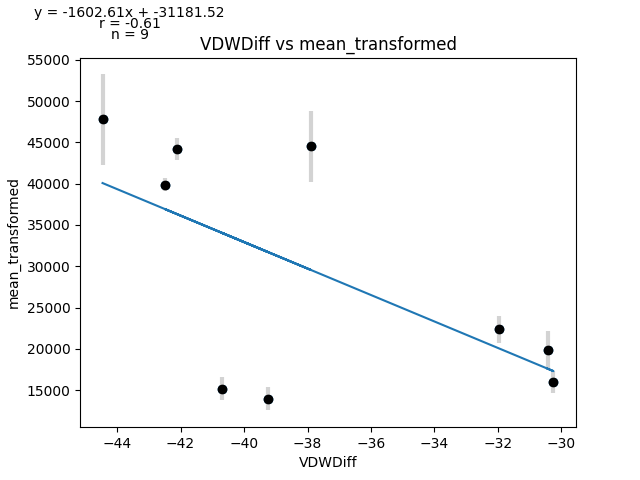 y = -1602.61x + -31181.52
r = -0.61
n = 9
VDWDiff vs mean_transformed
55000
50000
45000
40000
35000
30000
25000
20000
15000
mean_transformed
−44 −42 −40 −38 −36 −34 −32 −30
VDWDiff